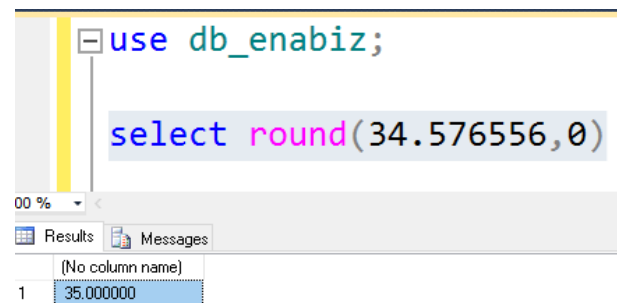 use db_enabiz;
select round(34.576556,0)
00 %
Results Messages
(No column name)
1 35.000000